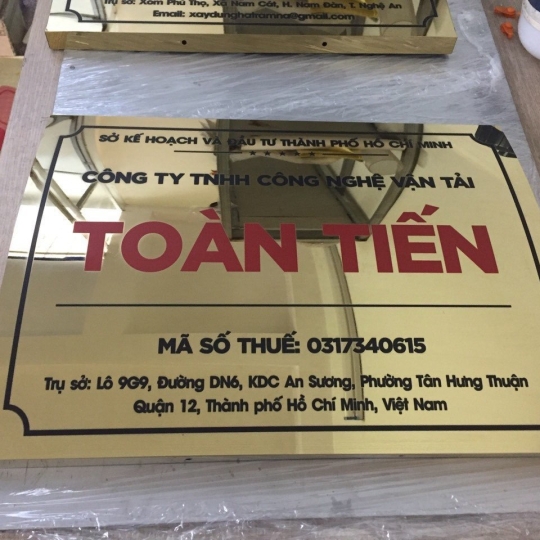 Trụ sở: Xóm Phú Thọ, Xã Nam Cát, H. Nam Đàn, T. Nghệ An
Email: xaydunghatramna@gmail.com
SỞ KẾ HOẠCH VÀ ĐẦU TƯ THÀNH PHỐ HỒ CHÍ MINH
CÔNG TY TNHH CÔNG NGHỆ VẬN TẢI
TOÀN TIẾN
MÃ SỐ THUẾ: 0317340615
Trụ sở: Lô 9G9, Đường DN6, KDC An Sương, Phường Tân Hưng Thuận
Quận 12, Thành phố Hồ Chí Minh, Việt Nam